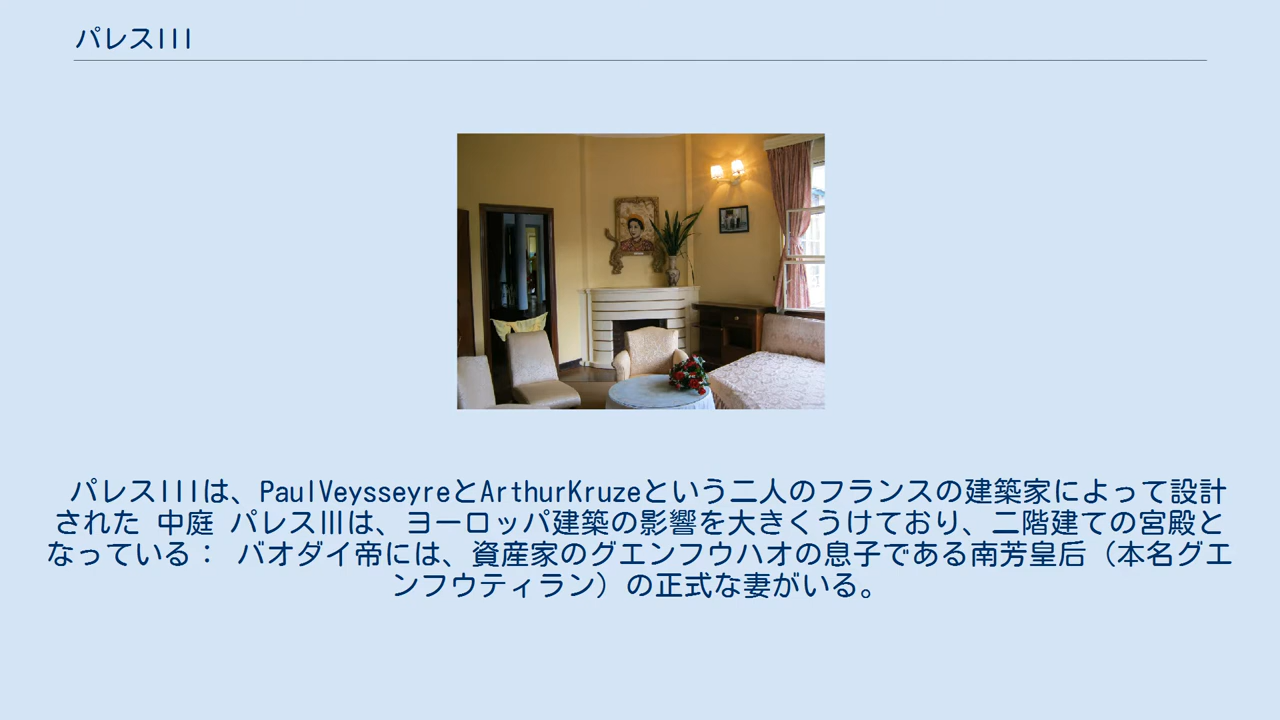 パレスIII
パレスIIIは、PaulVeysseyreとArthurKruzeという二人のフランスの建築家によって設計
された 中庭 パレスⅢは、ヨーロッパ建築の影響を大きくうけており、二階建ての宮殿と
なっている： バオダイ帝には、資産家のグエンフウハオの息子である南芳皇后（本名グエ
ンフウティラン）の正式な妻がいる。